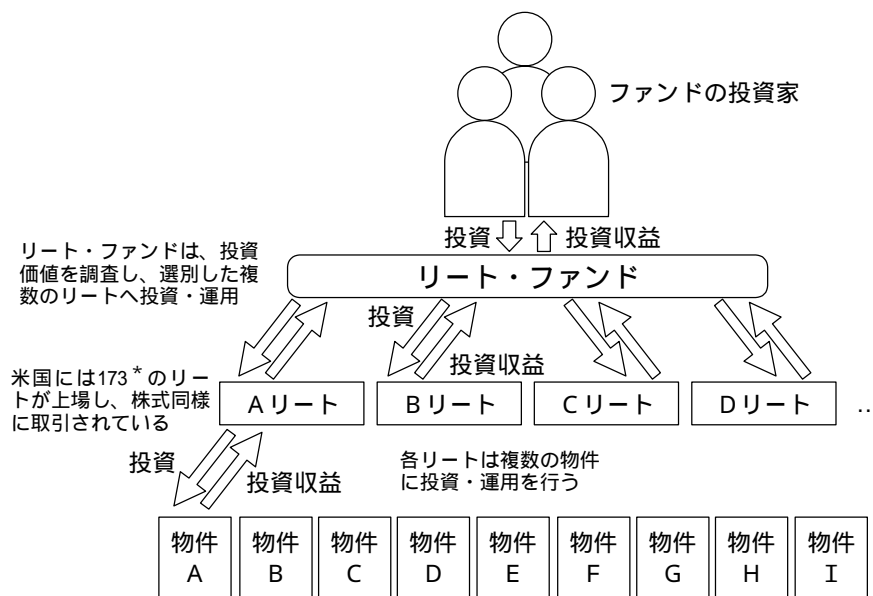 ファンドの投資家
投資
投資収益
リート・ファンドは、投資
価値を調査し、選別した複
数のリートへ投資・運用
リート・ファンド
投資
投資収益
米国には173*のリー
トが上場し、株式同様
に取引されている
Aリート
Bリート
Cリート
Dリート
…
投資
投資収益
各リートは複数の物件
に投資・運用を行う
物件
A
物件
B
物件
C
物件
D
物件
E
物件
F
物件
G
物件
H
物件
I